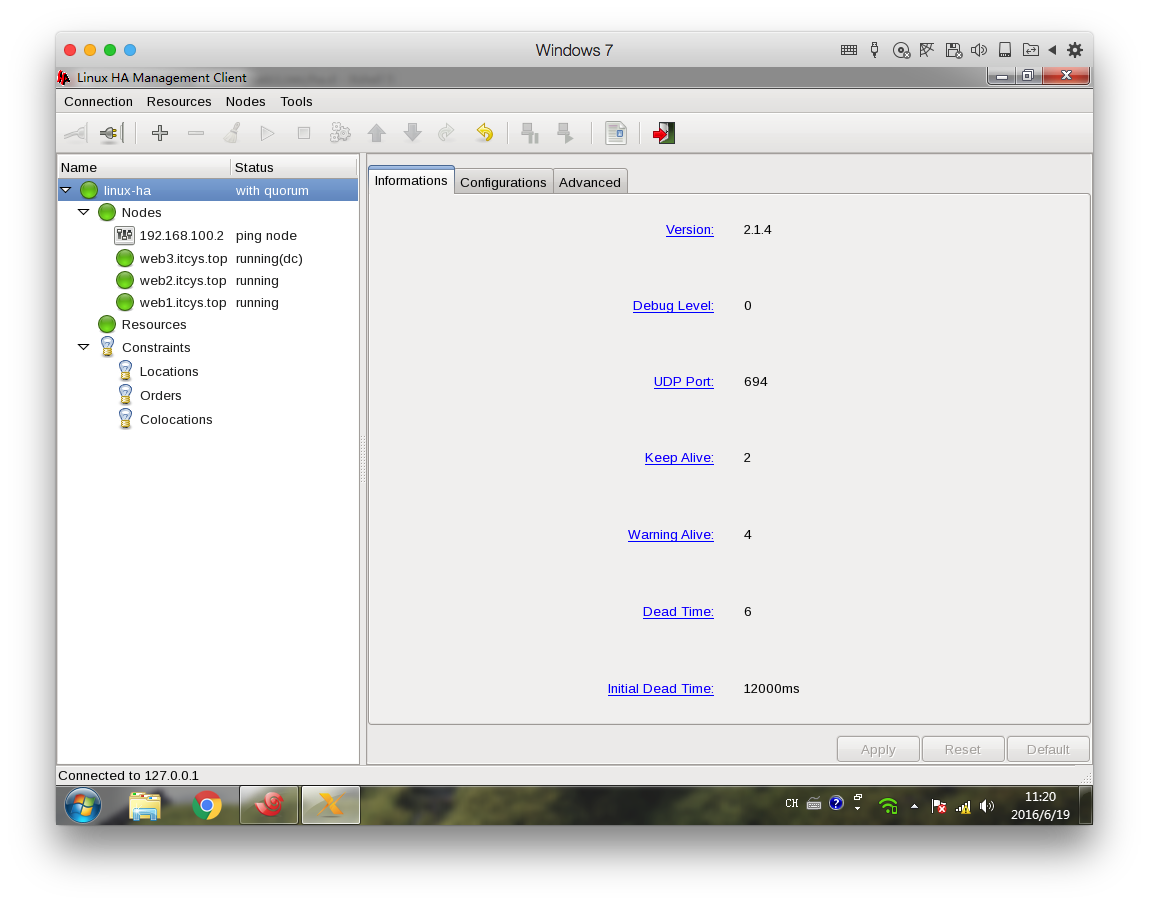 Windows 7
Linux HA Management Client
Connection Resources Nodes Tools
Name Status
linux-ha with quorum
Nodes
192.168.100.2 ping node
web3.itcys.top running(dc)
web2.itcys.top running
web1.itcys.top running
Resources
Constraints
Locations
Orders
Colocations
Informations Configurations Advanced
Version: 2.1.4
Debug Level: 0
UDP Port: 694
Keep Alive: 2
Warning Alive: 4
Dead Time: 6
Initial Dead Time: 12000ms
Apply Reset Default
Connected to 127.0.0.1
CH
11:20
2016/6/19